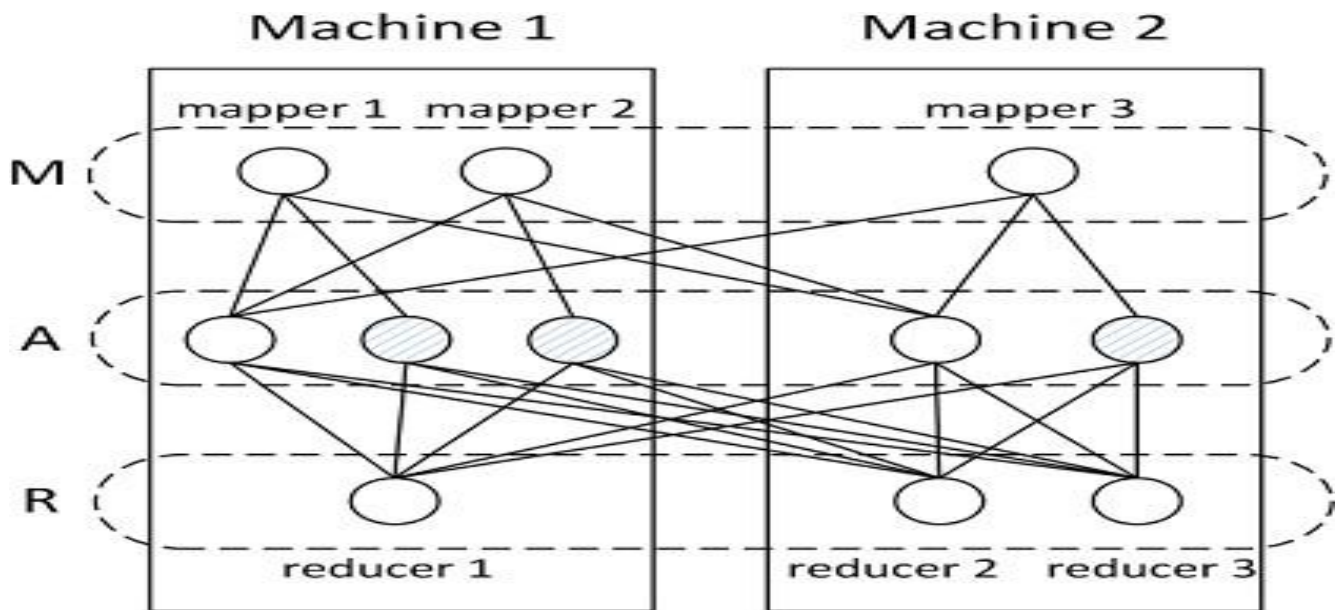 Machine 1 Machine 2
mapper 1 mapper 2 mapper 3
M
A
R
reducer 1 reducer 2 reducer 3